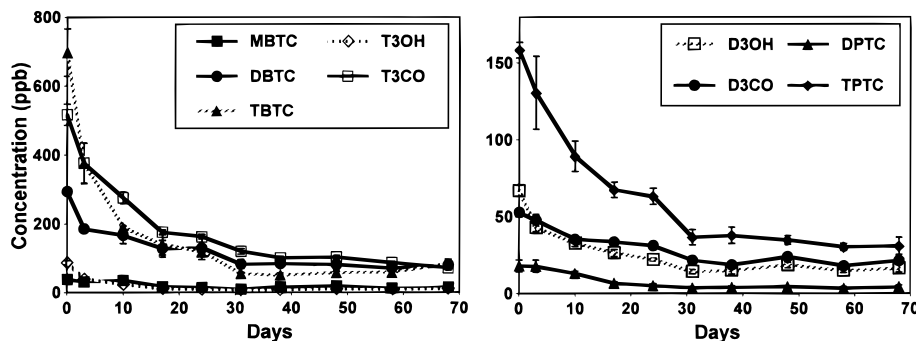 800
600
400
200
0
Concentration (ppb)
MBTC T3OH
DBTC T3CO
TBTC
0 10 20 30 40 50 60 70
Days
150
100
50
0
D3OH DPTC
D3CO TPTC
0 10 20 30 40 50 60 70
Days